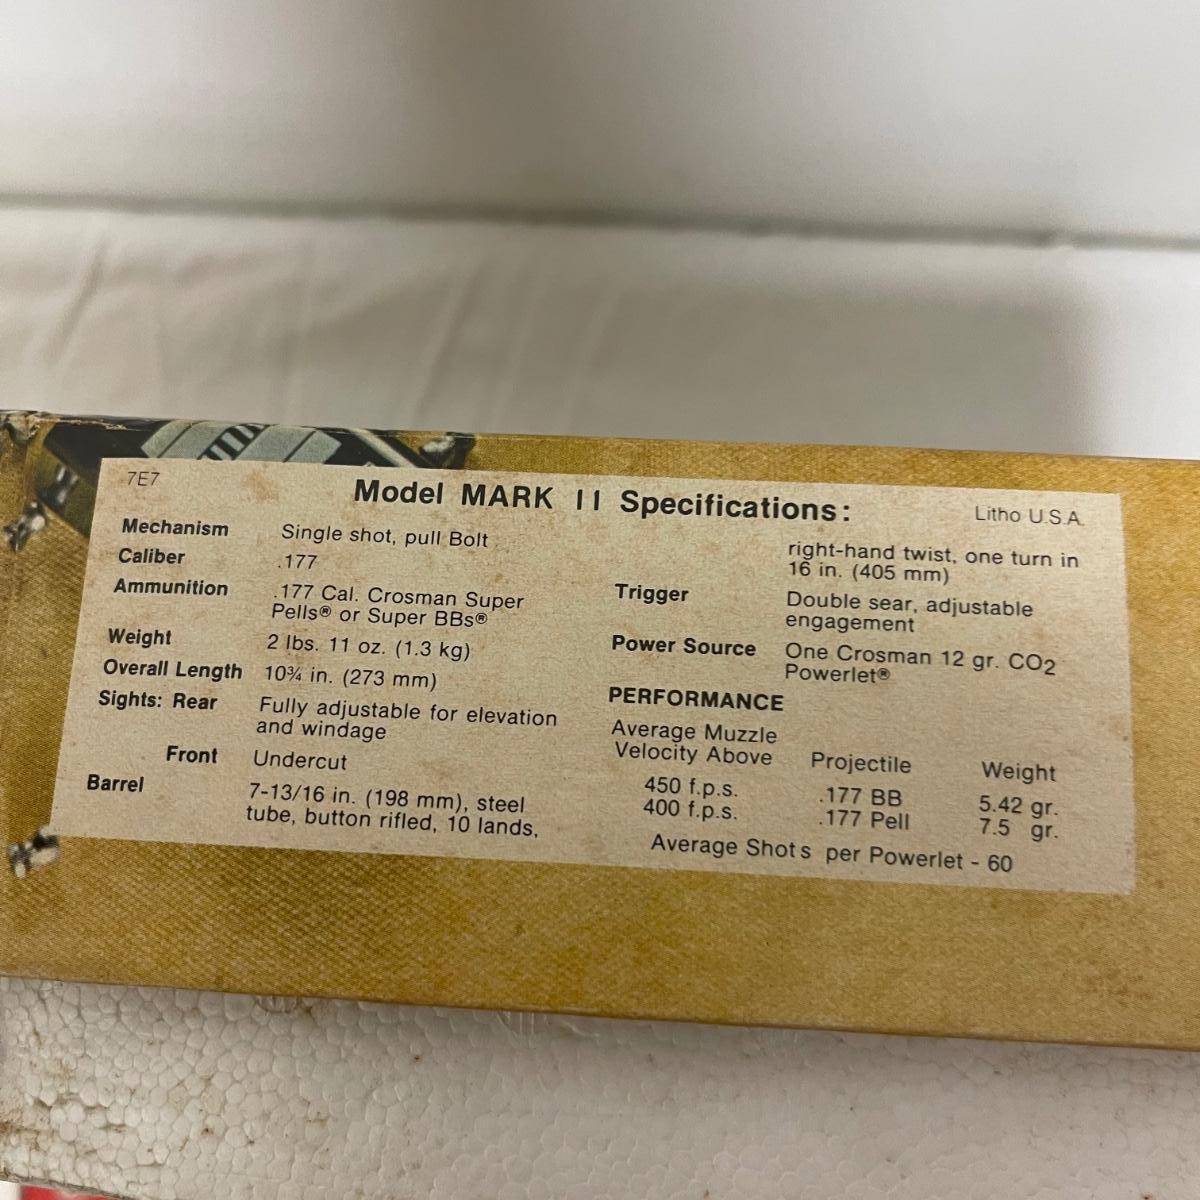 7E7
Model MARK II Specifications:
Litho U.S.A.
Mechanism Single shot, pull Bolt
Caliber .177
Ammunition .177 Cal. Crosman Super
Pells® or Super BBs®
Weight 2 lbs. 11 oz. (1.3 kg)
Overall Length 10¾ in. (273 mm)
Sights: Rear Fully adjustable for elevation
and windage
Front Undercut
Barrel 7-13/16 in. (198 mm), steel
tube, button rifled, 10 lands,
right-hand twist, one turn in
16 in. (405 mm)
Trigger Double sear, adjustable
engagement
Power Source One Crosman 12 gr. CO2
Powerlet®
PERFORMANCE
Average Muzzle
Velocity Above Projectile Weight
450 f.p.s. .177 BB 5.42 gr.
400 f.p.s. .177 Pell 7.5 gr.
Average Shots per Powerlet - 60